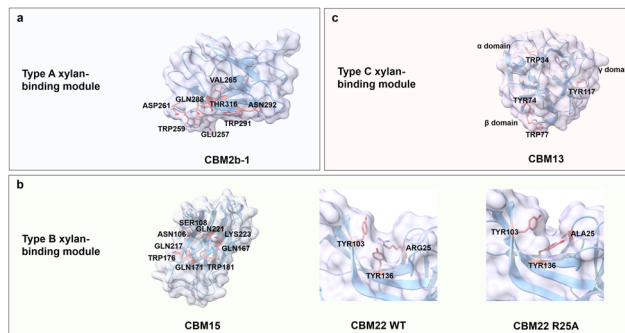 a
Type A xylan-
binding module
VAL265
GLN288
ASP261
THR316
ASN292
TRP259
TRP291
GLU257
CBM2b-1
c
Type C xylan-
binding module
α domain
TRP34
γ domain
TYR74
TYR117
β domain
TRP77
CBM13
b
Type B xylan-
binding module
SER108
GLN221
ASN106
LYS223
GLN217
GLN167
TRP176
GLN171
TRP181
CBM15
TYR103
ARG25
TYR136
CBM22 WT
TYR103
ALA25
TYR136
CBM22 R25A